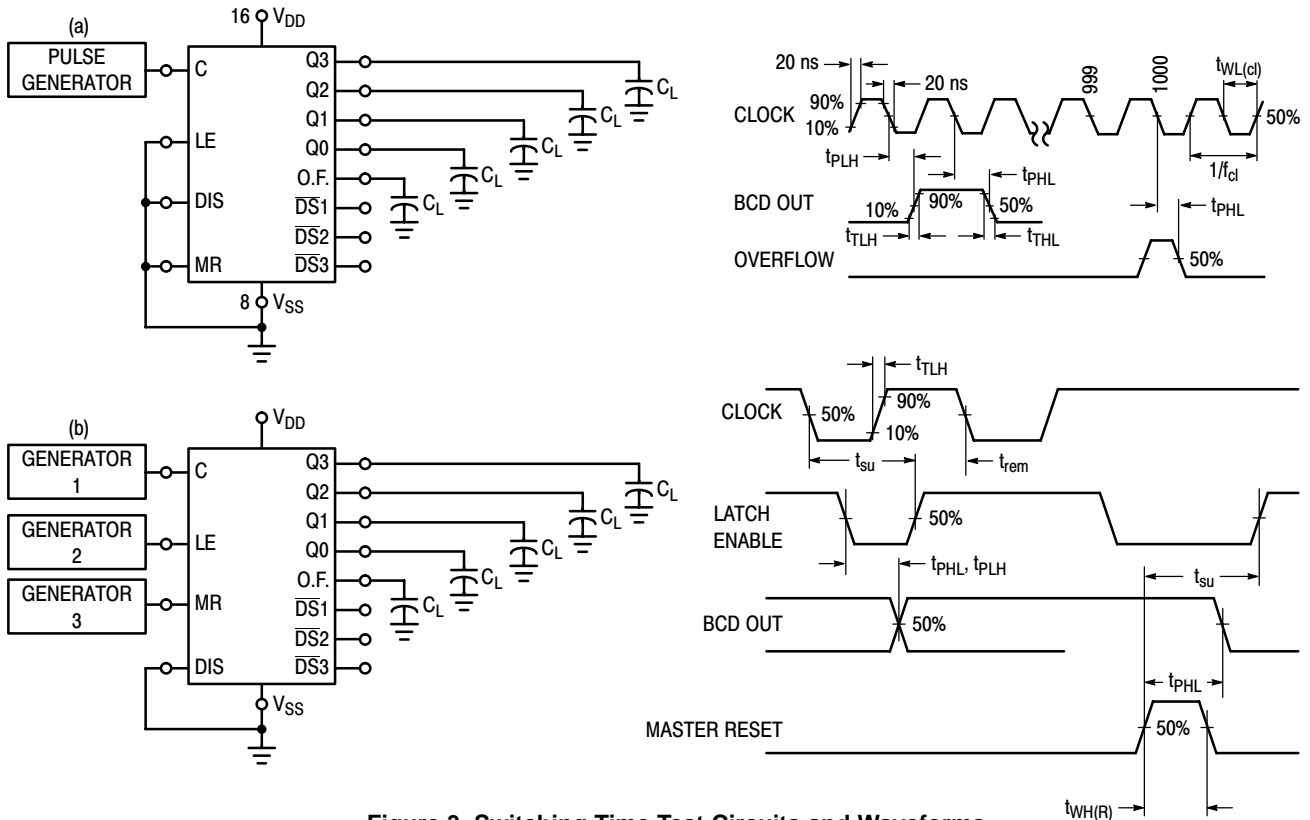 (a)
PULSE
GENERATOR
16 VDD
C
LE
DIS
MR
Q3
Q2
Q1
Q0
O.F.
DS1
DS2
DS3
CL
CL
CL
CL
CL
8 VSS
20 ns
20 ns
999
1000
tWL(cl)
CLOCK
90%
10%
50%
tPLH
tPHL
1/fcl
BCD OUT
10%
90%
50%
tPHL
tTLH
tTHL
OVERFLOW
50%
(b)
GENERATOR
1
GENERATOR
2
GENERATOR
3
VDD
C
LE
MR
DIS
Q3
Q2
Q1
Q0
O.F.
DS1
DS2
DS3
CL
CL
CL
CL
CL
VSS
tTLH
CLOCK
50%
90%
10%
tsu
trem
LATCH
ENABLE
50%
tPHL, tPLH
tsu
BCD OUT
50%
tPHL
MASTER RESET
50%
tWH(R)
Figure 3. Switching Time Test Circuits and Waveforms